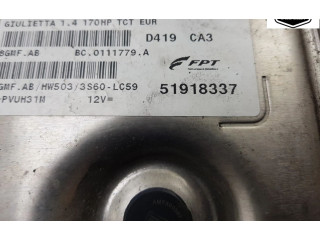 GIULIETTA 1.4 170HP TCT EUR
D419 CA3
BGMF.AB
BC.0111779.A
FPT
GMF.AB/HW503/3S60-LC59
51918337
-PVUH31M
12V=